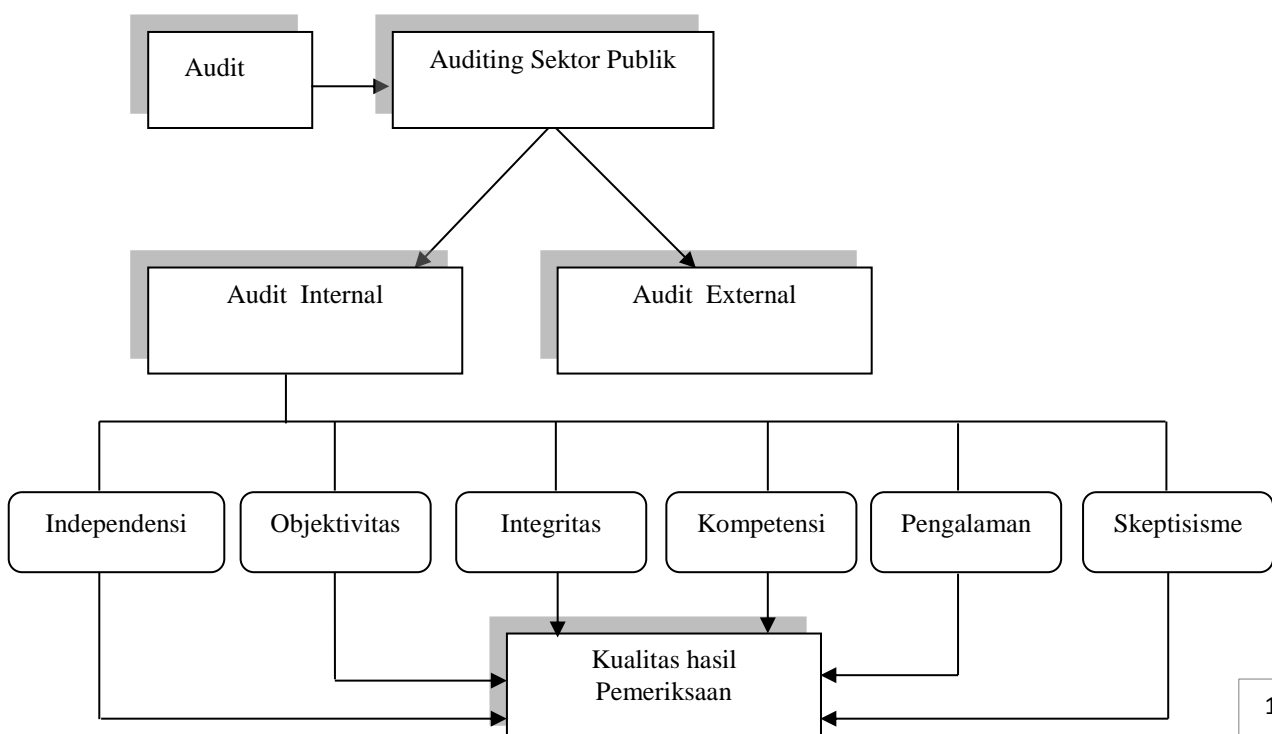 Audit
Auditing Sektor Publik
Audit Internal
Audit External
Independensi
Objektivitas
Integritas
Kompetensi
Pengalaman
Skeptisisme
Kualitas hasil
Pemeriksaan
1